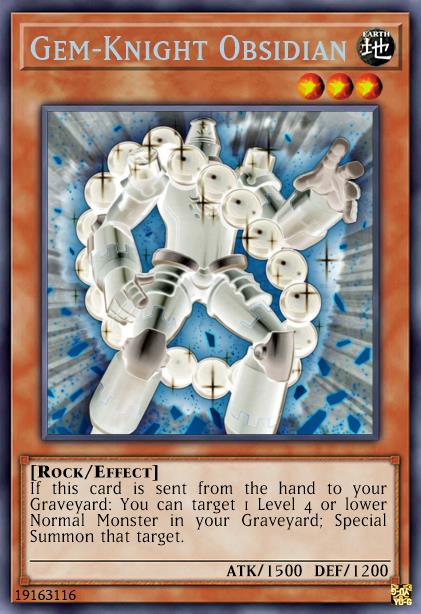 GEM-KNIGHT OBSIDIAN
EARTH
地
[ROCK/EFFECT]
If this card is sent from the hand to your
Graveyard: You can target 1 Level 4 or lower
Normal Monster in your Graveyard; Special
Summon that target.
ATK/1500 DEF/1200
19163116